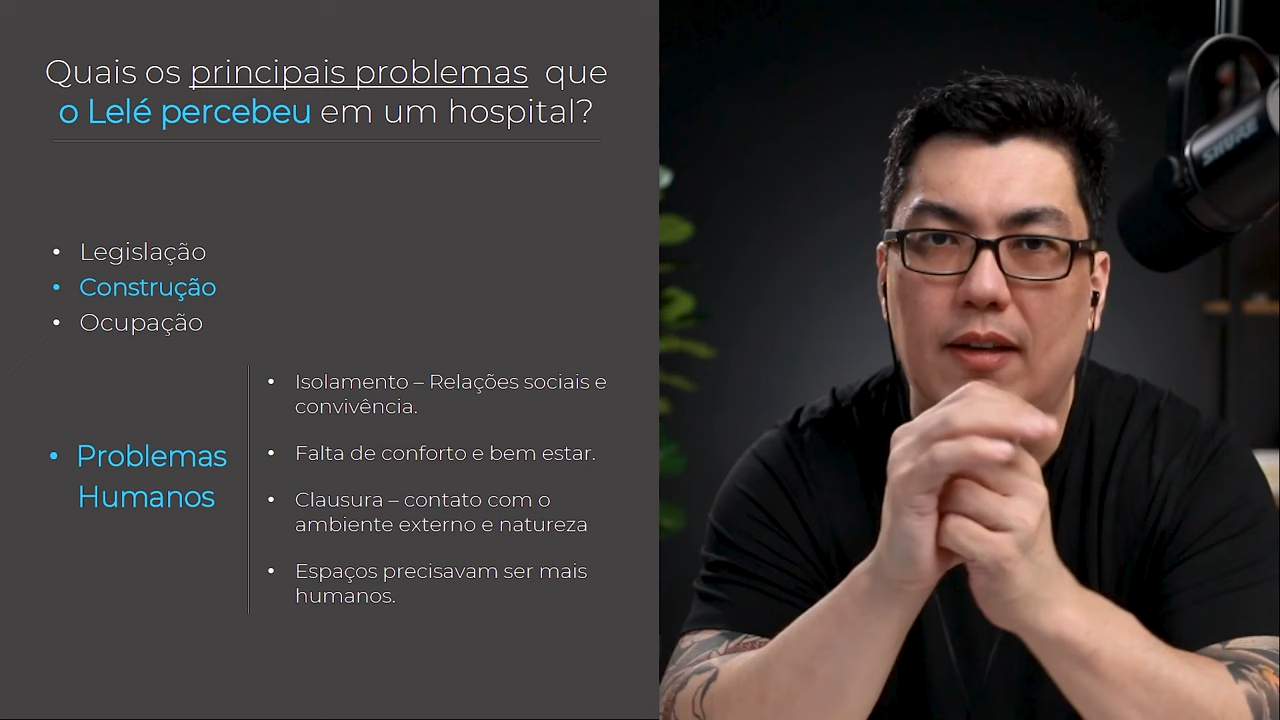 Quais os principais problemas que
o Lelé percebeu em um hospital?
• Legislação
• Construção
• Ocupação
• Problemas
Humanos
• Isolamento – Relações sociais e
convivência.
• Falta de conforto e bem estar.
• Clausura – contato com o
ambiente externo e natureza
• Espaços precisavam ser mais
humanos.
SHURE